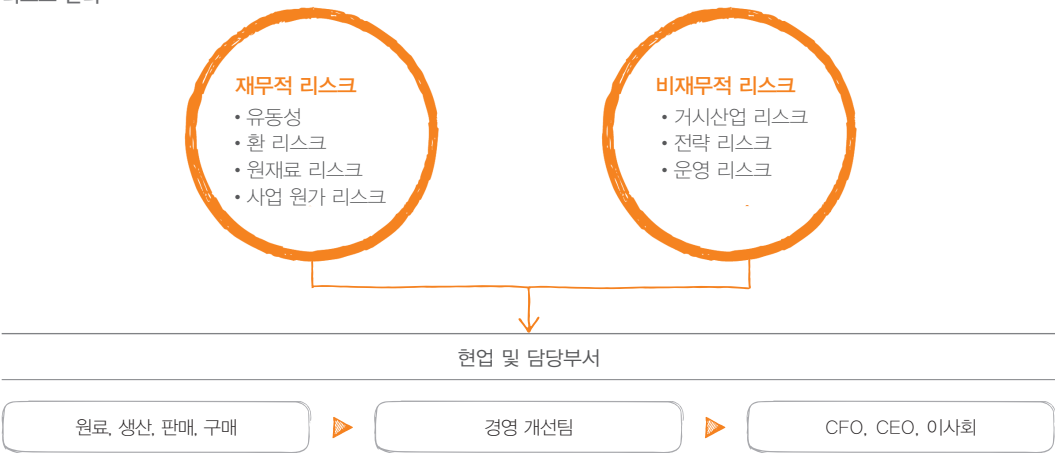 재무적 리스크
• 유동성
• 환 리스크
• 원재료 리스크
• 사업 원가 리스크
비재무적 리스크
• 거시산업 리스크
• 전략 리스크
• 운영 리스크
현업 및 담당부서
원료, 생산, 판매, 구매
경영 개선팀
CFO, CEO, 이사회